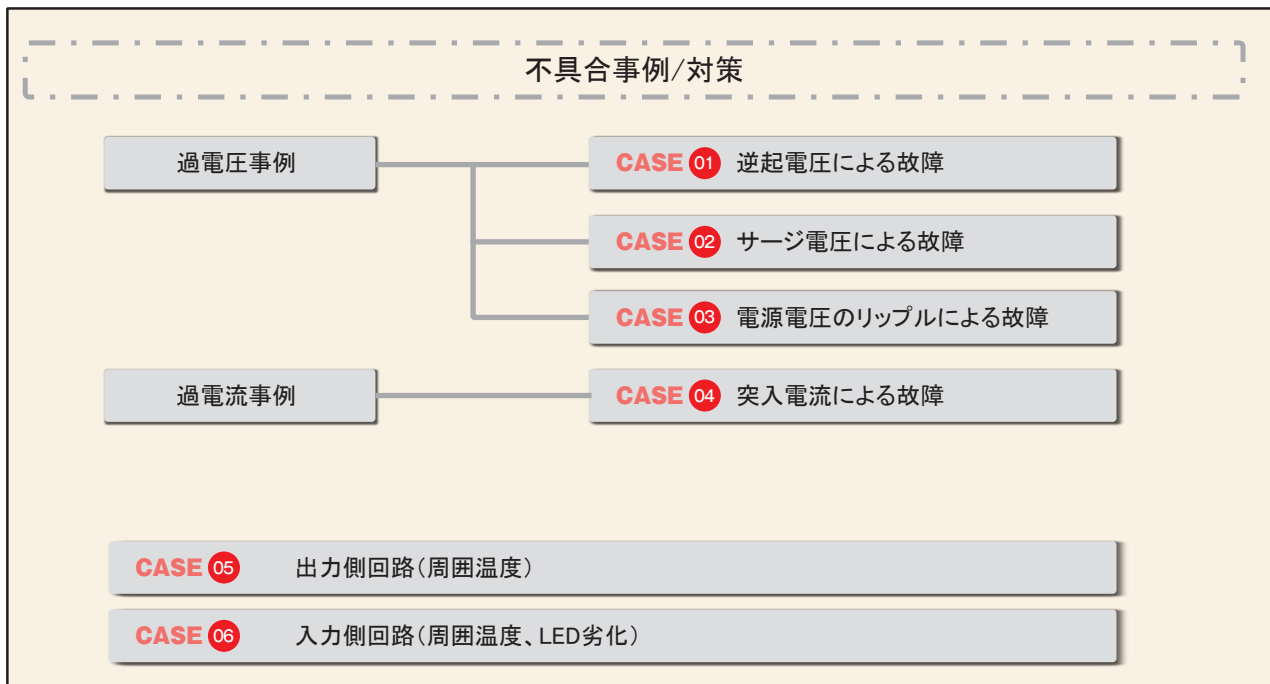 不具合事例/対策
過電圧事例
CASE 01 逆起電圧による故障
CASE 02 サージ電圧による故障
CASE 03 電源電圧のリップルによる故障
過電流事例
CASE 04 突入電流による故障
CASE 05 出力側回路(周囲温度)
CASE 06 入力側回路(周囲温度、LED劣化)